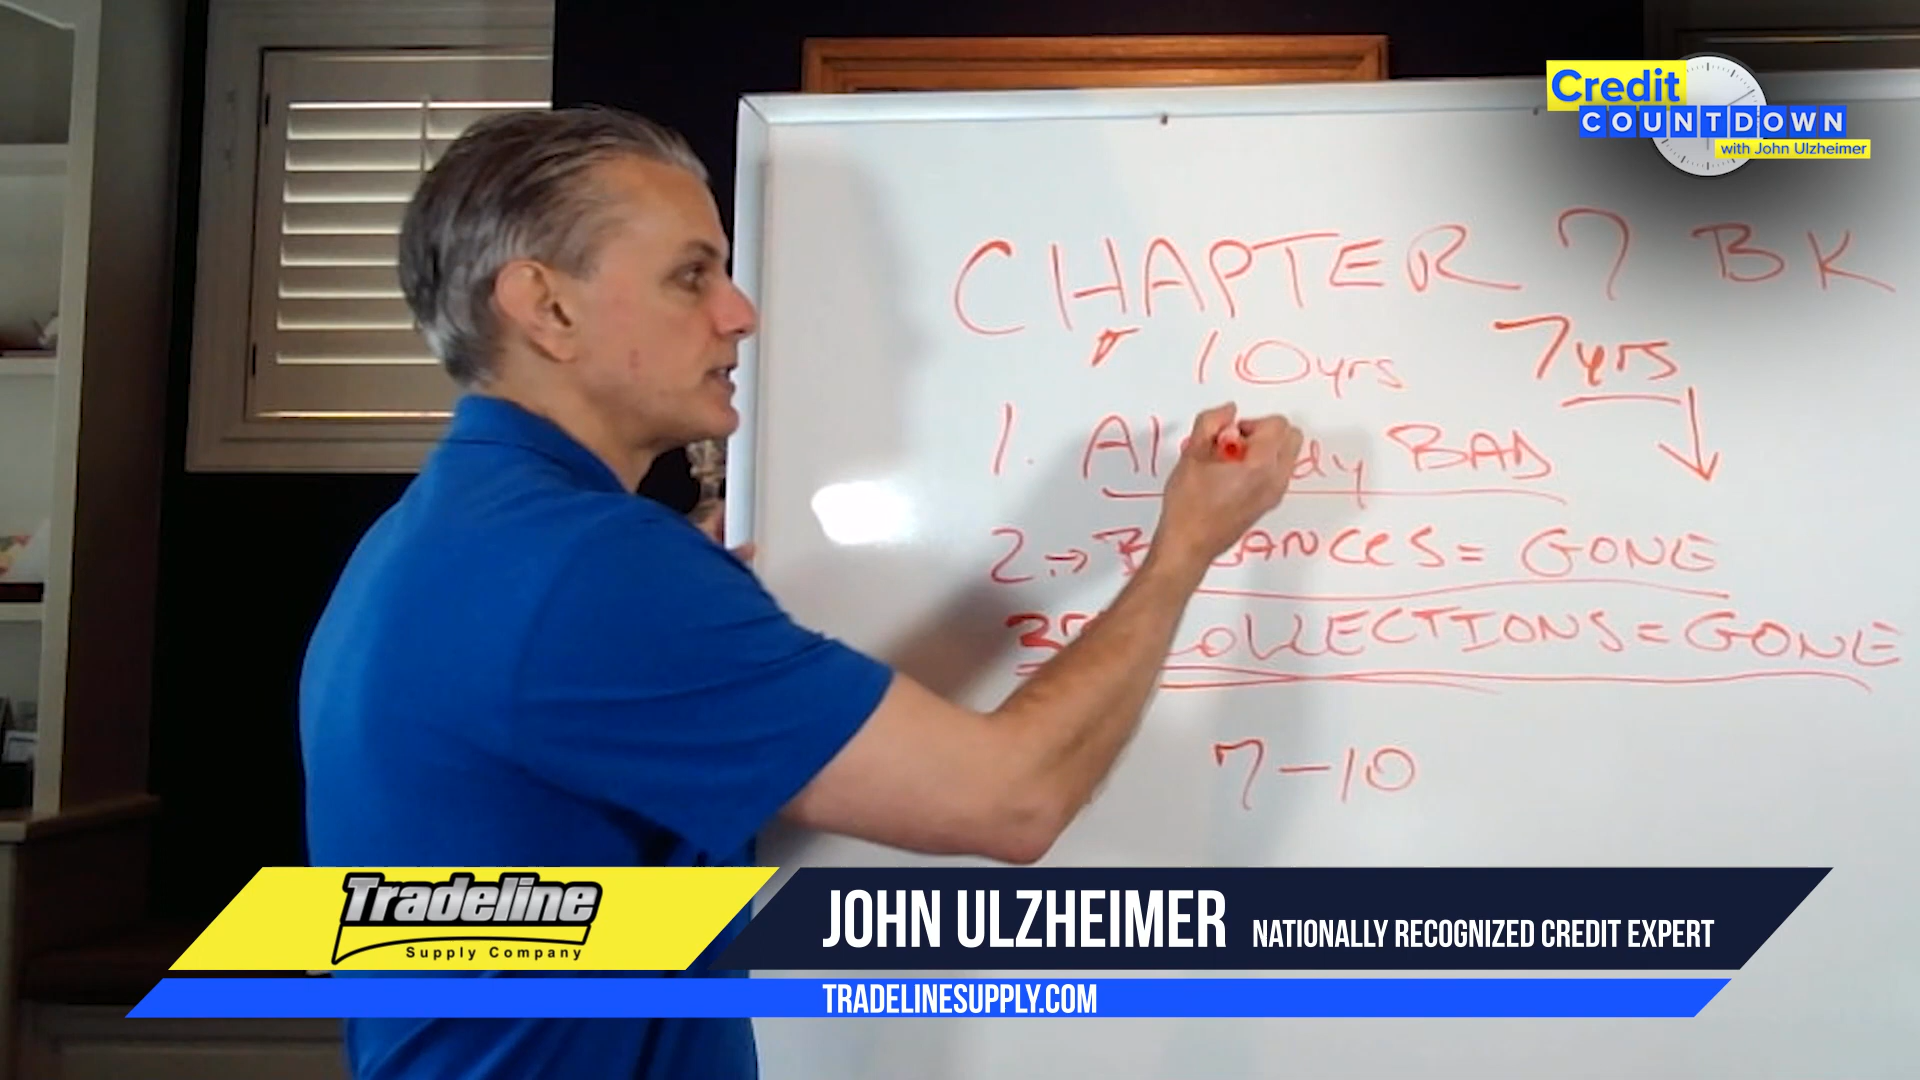 Credit
COUNTDOWN
with John Ulzheimer
CHAPTER 7 BK
10yrs 7yrs
1. BAD
2.→ = GONE
COLLECTIONS = GONE
7-10
Tradeline
Supply Company
JOHN ULZHEIMER NATIONALLY RECOGNIZED CREDIT EXPERT
TRADELINESUPPLY.COM